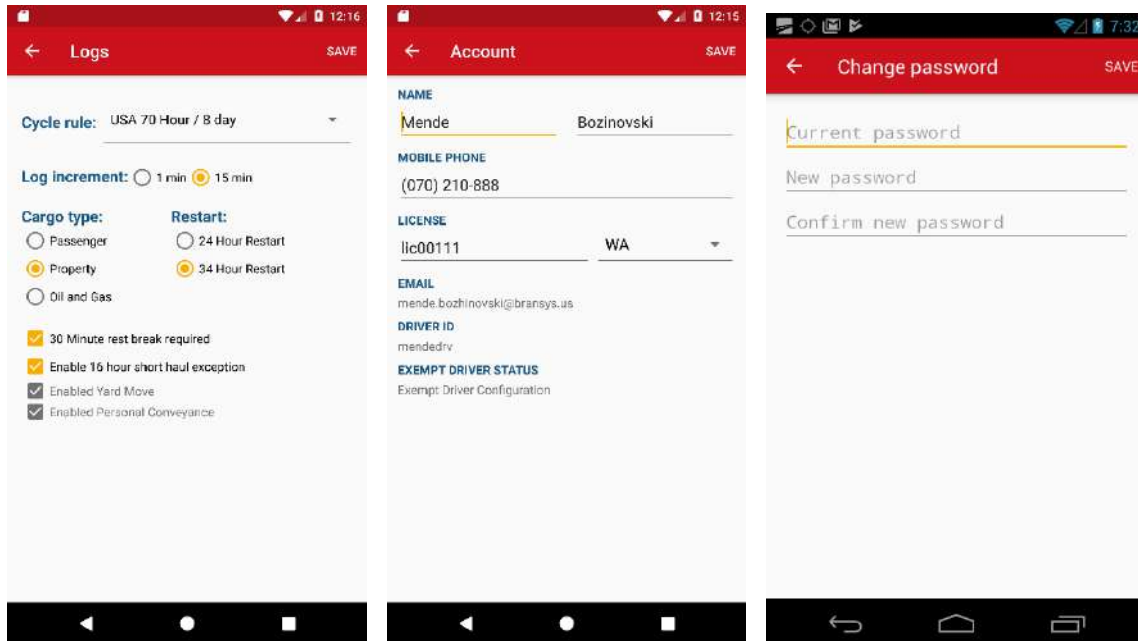 12:16
Logs
SAVE
Cycle rule: USA 70 Hour / 8 day
Log increment: 1 min 15 min
Cargo type: Restart:
Passenger 24 Hour Restart
Property 34 Hour Restart
Oil and Gas
30 Minute rest break required
Enable 16 hour short haul exception
Enabled Yard Move
Enabled Personal Conveyance
12:15
Account
SAVE
NAME
Mende Bozinovski
MOBILE PHONE
(070) 210-888
LICENSE
lic00111 WA
EMAIL
mende.bozhinovski@bransys.us
DRIVER ID
mendedrv
EXEMPT DRIVER STATUS
Exempt Driver Configuration
7:32
Change password
SAVE
Current password
New password
Confirm new password